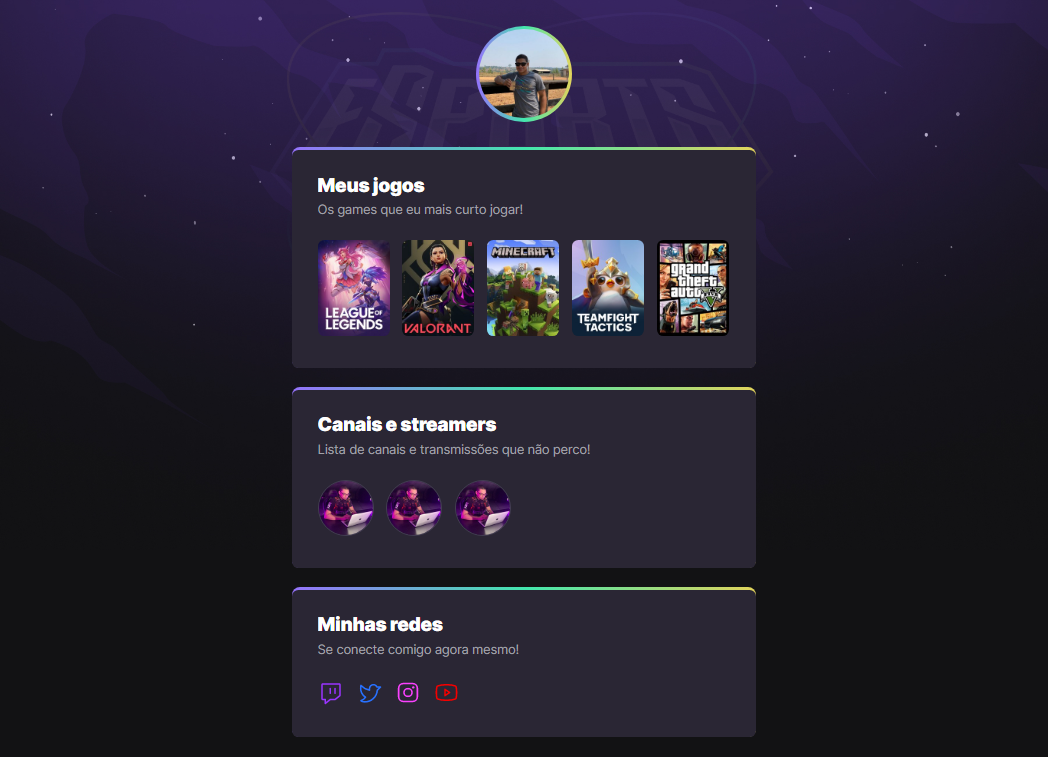 ESPORTS
Meus jogos
Os games que eu mais curto jogar!
LEAGUE OF
LEGENDS
VALORANT
MINECRAFT
TEAMFIGHT
TACTICS
grand
theft
auto
V
Canais e streamers
Lista de canais e transmissões que não perco!
Minhas redes
Se conecte comigo agora mesmo!